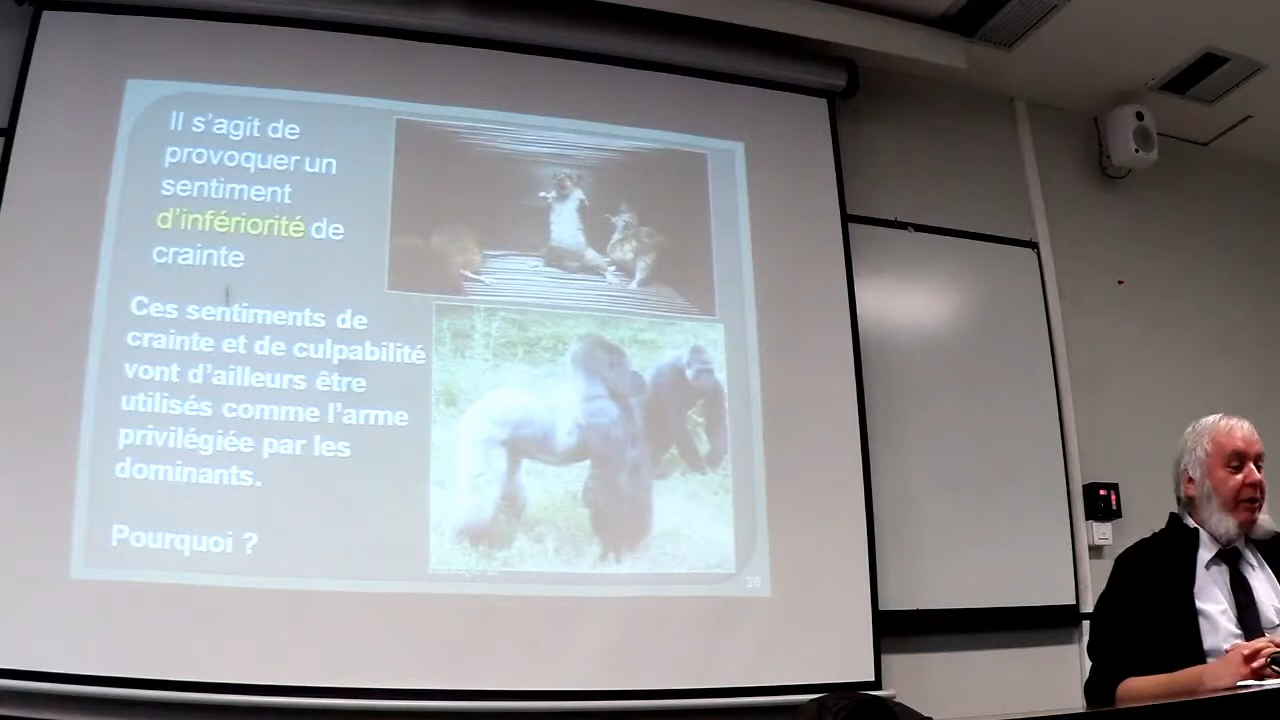 Il s'agit de
provoquer un
sentiment
d'infériorité de
crainte
Ces sentiments de
crainte et de culpabilité
vont d'ailleurs être
utilisés comme l'arme
privilégiée par les
dominants.
Pourquoi ?